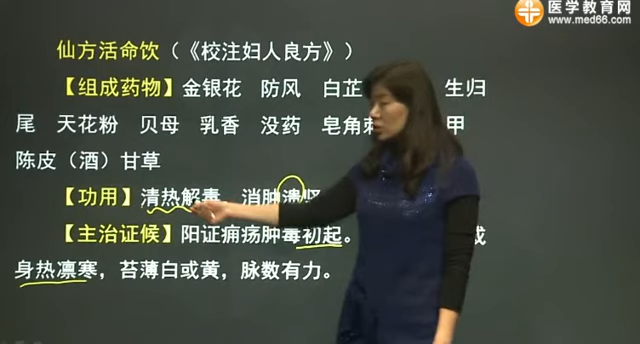 医学教育网
www.med66.com
仙方活命饮（《校注妇人良方》）
【组成药物】金银花 防风 白芷 生归
尾 天花粉 贝母 乳香 没药 皂角 甲
陈皮（酒）甘草
【功用】清热解毒 消肿溃
【主治证候】阳证痈疡肿毒初起。 或
身热凛寒，苔薄白或黄，脉数有力。